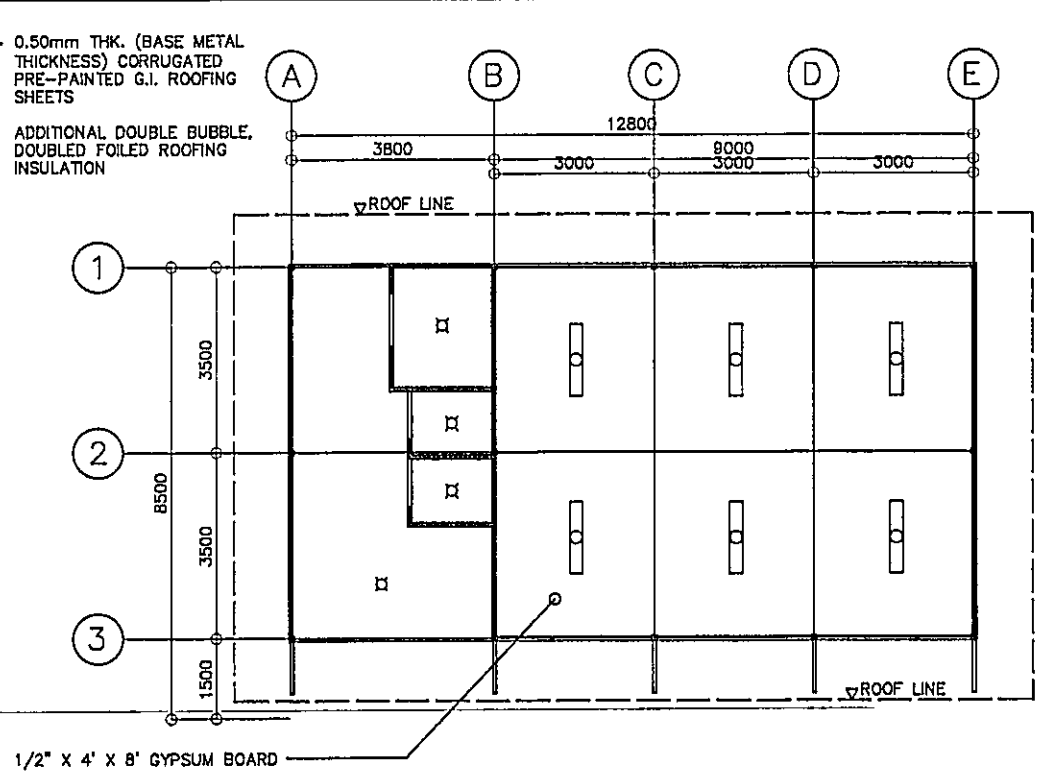 0.50mm THK. (BASE METAL
THICKNESS) CORRUGATED
PRE-PAINTED G.I. ROOFING
SHEETS
ADDITIONAL DOUBLE BUBBLE,
DOUBLED FOILED ROOFING
INSULATION
A
B
C
D
E
12800
3800
9000
3000
3000
3000
ROOF LINE
1
3500
2
8500
3500
3
1500
ROOF LINE
1/2" X 4' X 8' GYPSUM BOARD